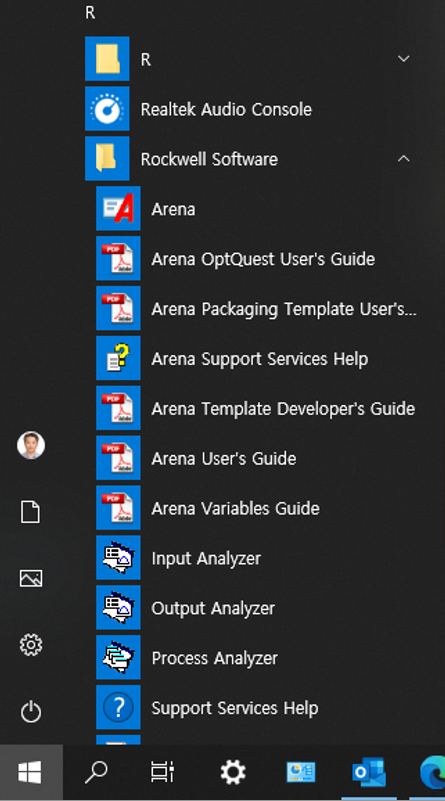 R
R
Realtek Audio Console
Rockwell Software
Arena
Arena OptQuest User's Guide
Arena Packaging Template User's...
Arena Support Services Help
Arena Template Developer's Guide
Arena User's Guide
Arena Variables Guide
Input Analyzer
Output Analyzer
Process Analyzer
Support Services Help